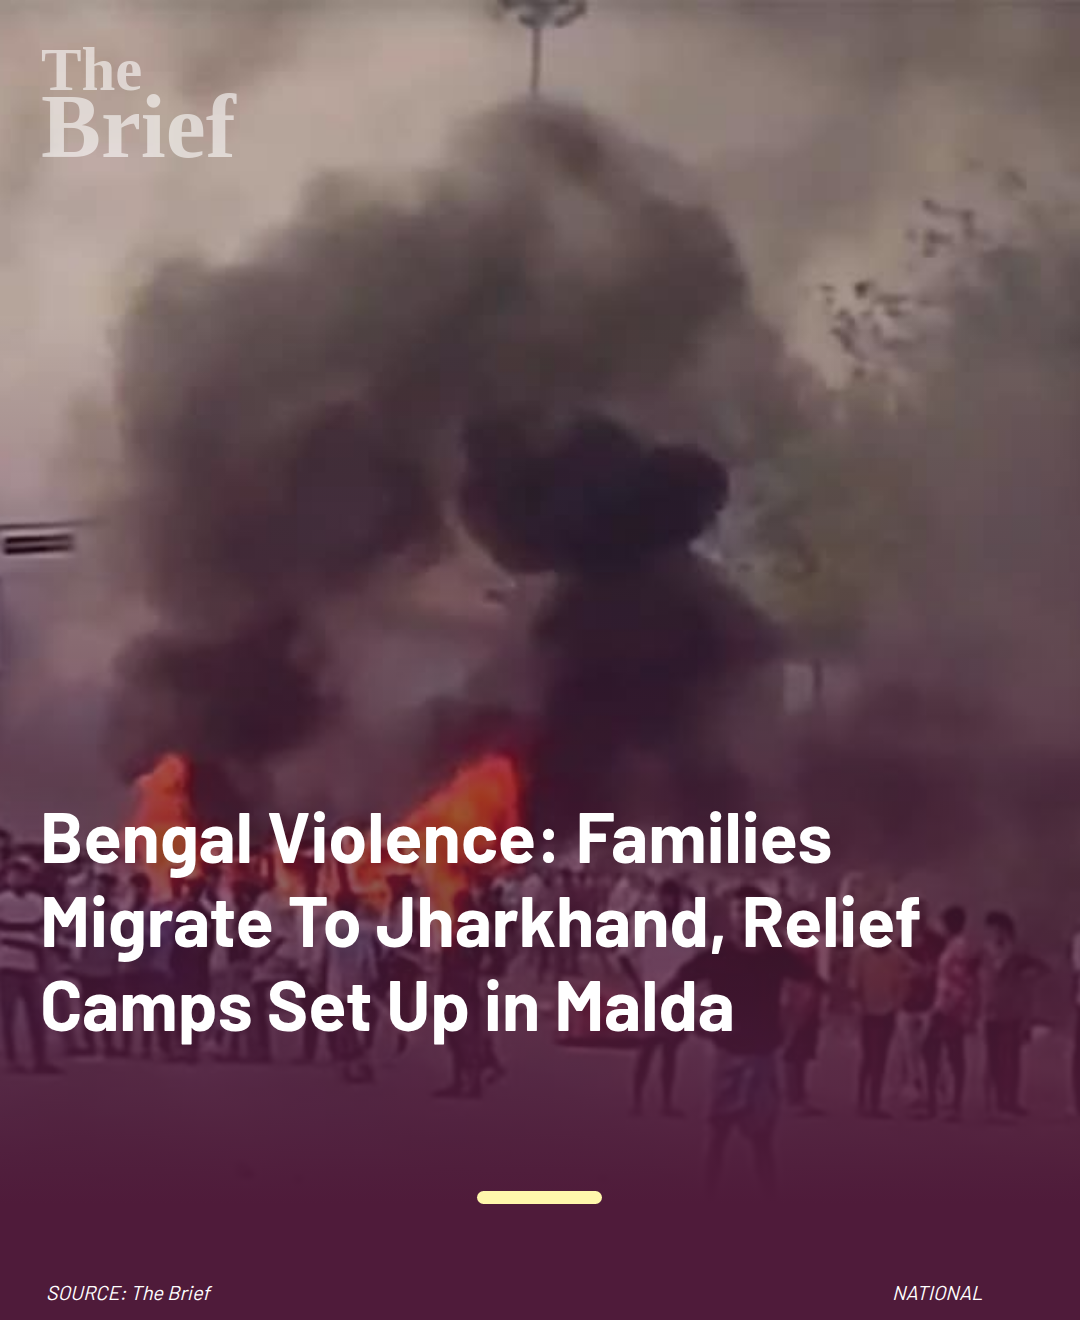 The
Brief
Bengal Violence: Families
Migrate To Jharkhand, Relief
Camps Set Up in Malda
SOURCE: The Brief
NATIONAL